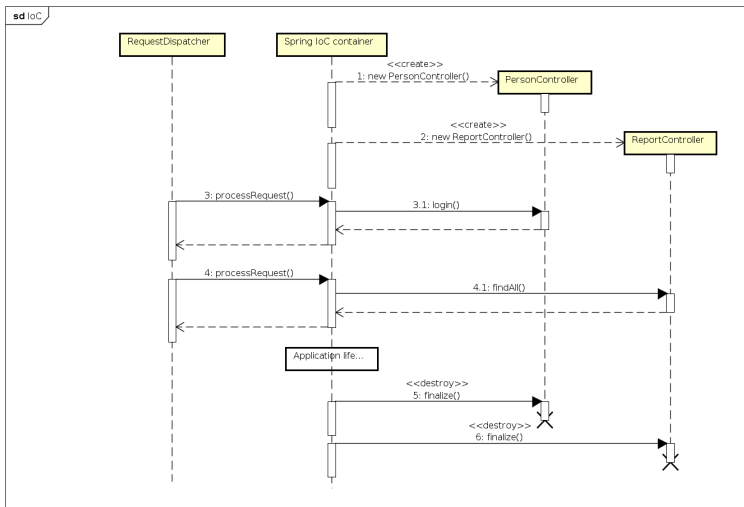 sd IoC
RequestDispatcher
Spring IoC container
<<create>>
1: new PersonController()
PersonController
<<create>>
2: new ReportController()
ReportController
3: processRequest()
3.1: login()
4: processRequest()
4.1: findAll()
Application life...
<<destroy>>
5: finalize()
<<destroy>>
6: finalize()